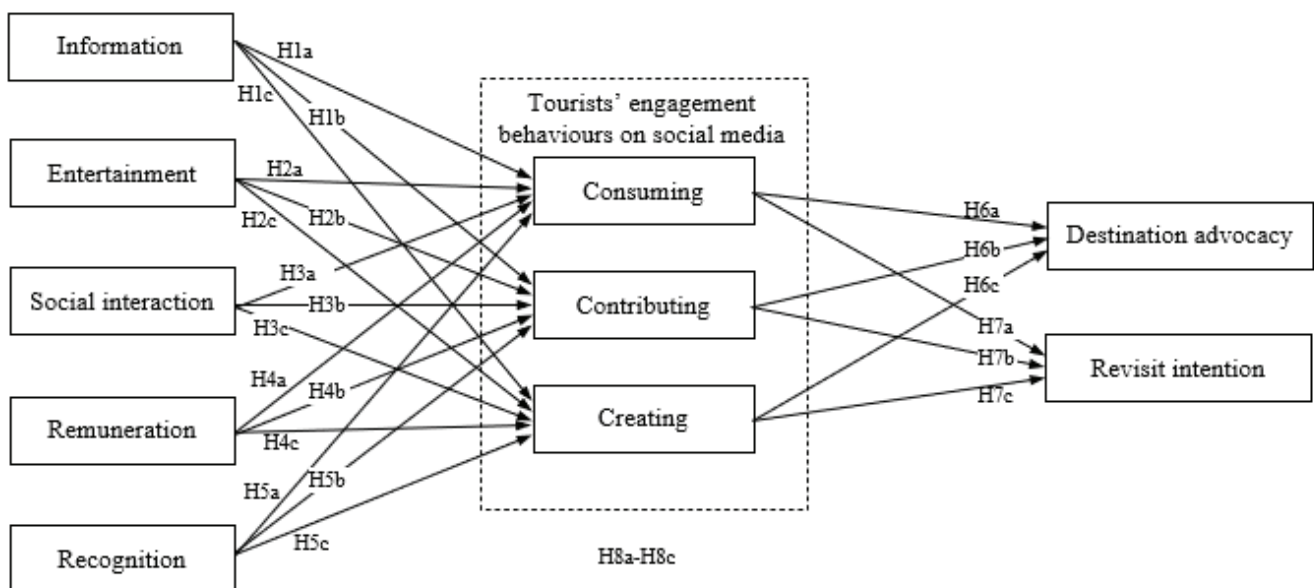 Information
H1a
H1c
H1b
Tourists’ engagement
behaviours on social media
Entertainment
H2a
H2b
H2c
Consuming
H6a
Destination advocacy
H6b
Social interaction
H3a
H3b
H3c
Contributing
H6c
H7a
H7b
Revisit intention
H7c
H4a
H4b
Remuneration
H4c
Creating
H5a
H5b
Recognition
H5c
H8a-H8c